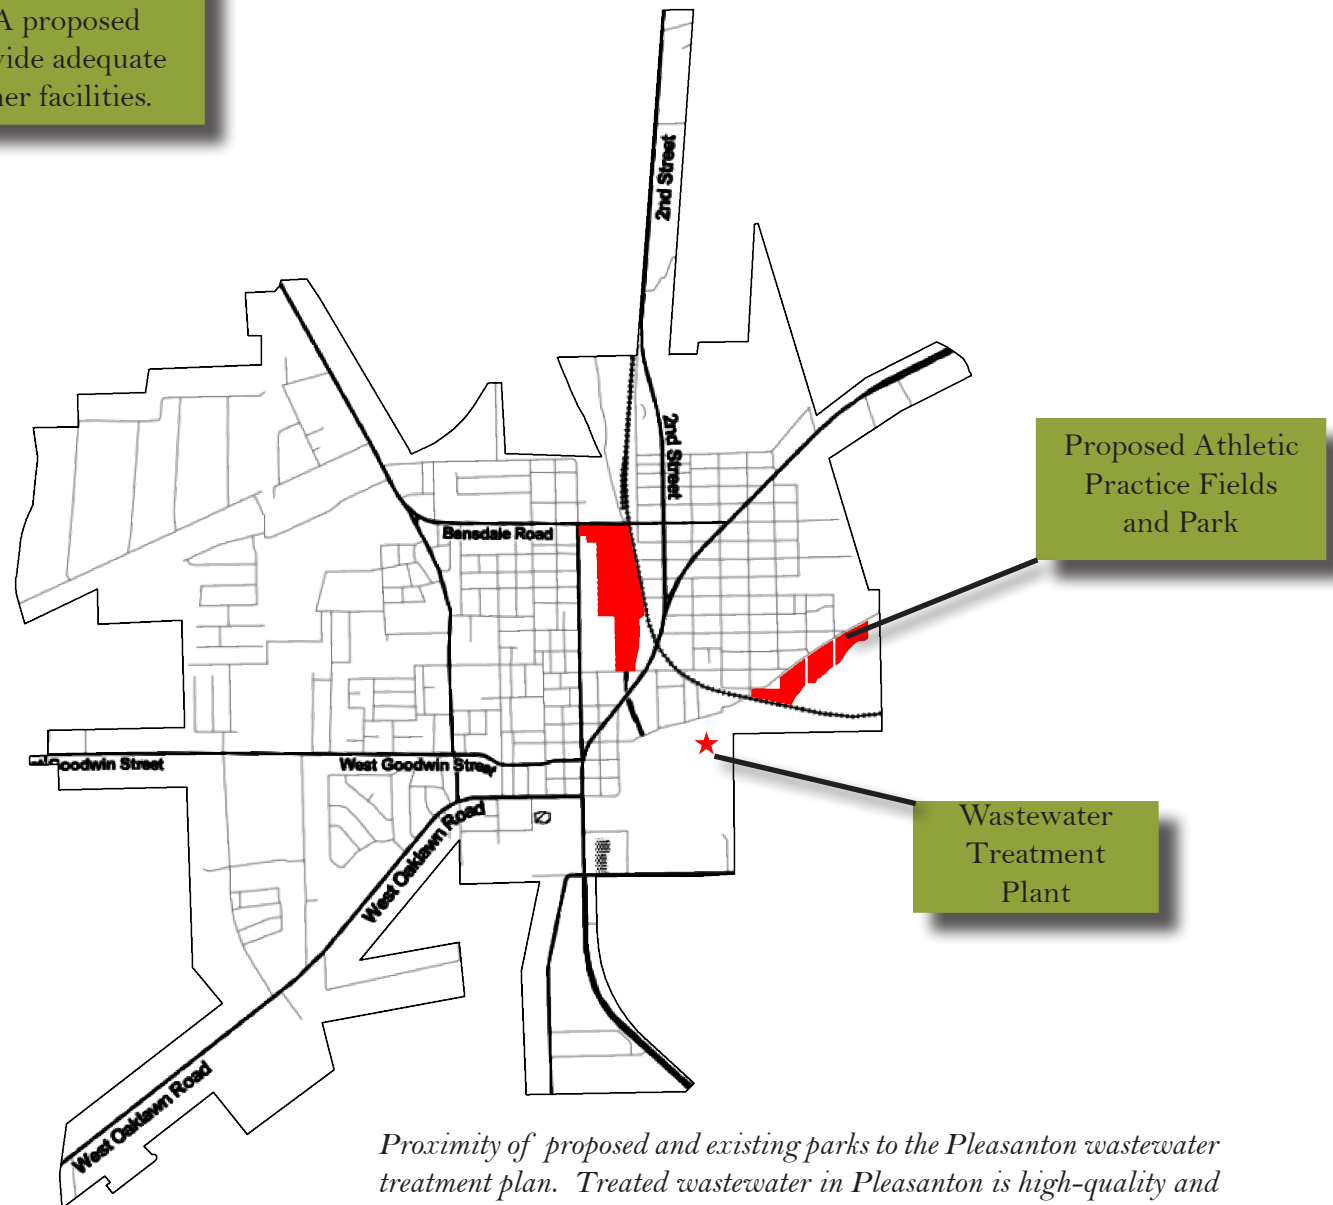 A proposed
vide adequate
her facilities.
2nd Street
2nd Street
Proposed Athletic
Practice Fields
and Park
Bensdale Road
Goodwin Street
West Goodwin Street
Wastewater
Treatment
Plant
West Oaklawn Road
West Oaklawn Road
Proximity of proposed and existing parks to the Pleasanton wastewater
treatment plan. Treated wastewater in Pleasanton is high-quality and